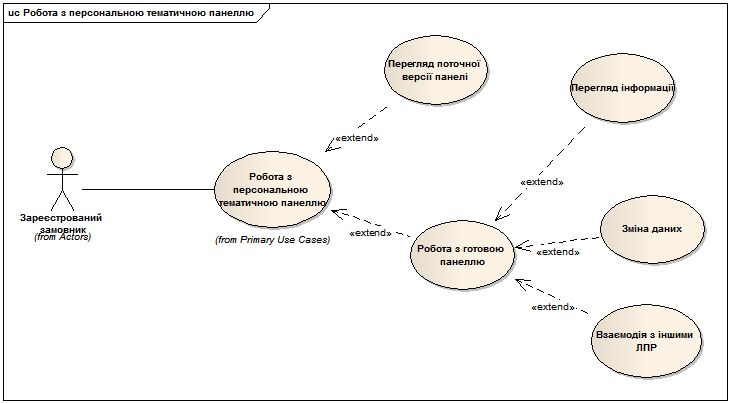 uc Робота з персональною тематичною панеллю
Перегляд поточної
версії панелі
Перегляд інформації
«extend»
«extend»
Робота з
персональною
тематичною панеллю
Зареєстрований
замовник
(from Actors)
(from Primary Use Cases)
«extend»
Зміна даних
Робота з готовою
панеллю
«extend»
«extend»
Взаємодія з іншими
ЛПР